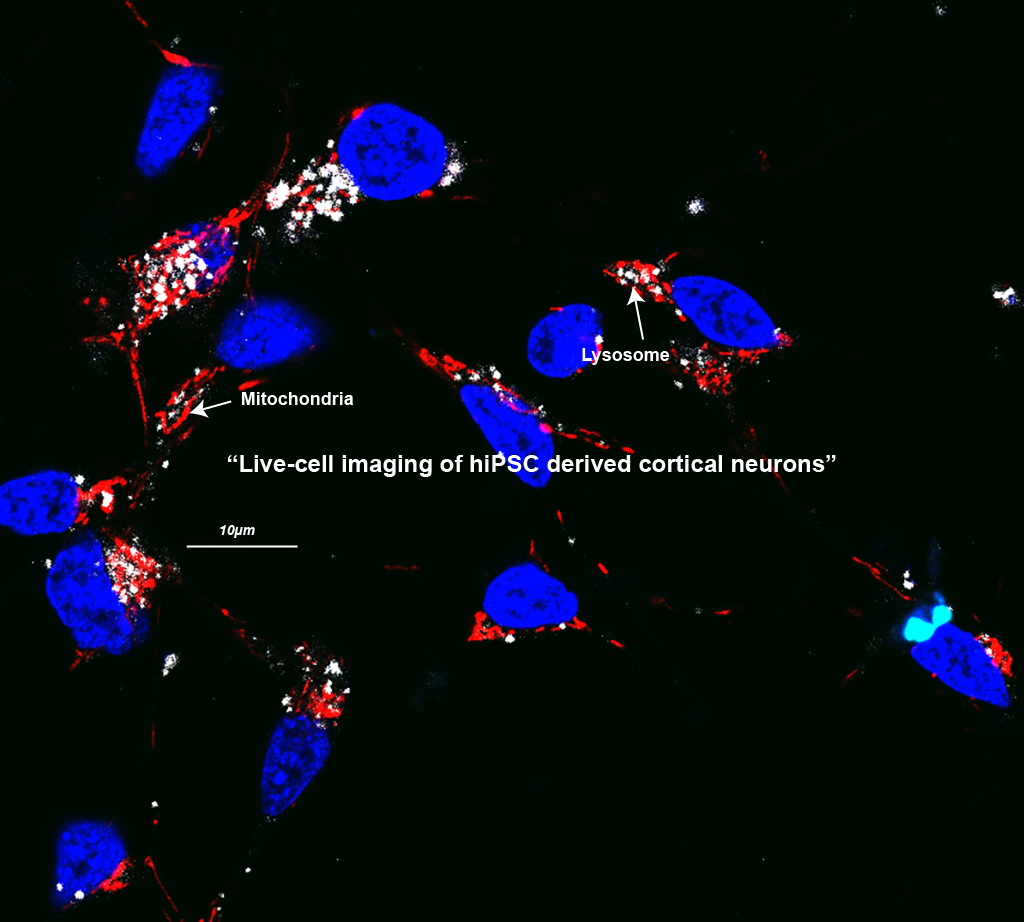 Lysosome
Mitochondria
“Live-cell imaging of hiPSC derived cortical neurons”
10µm